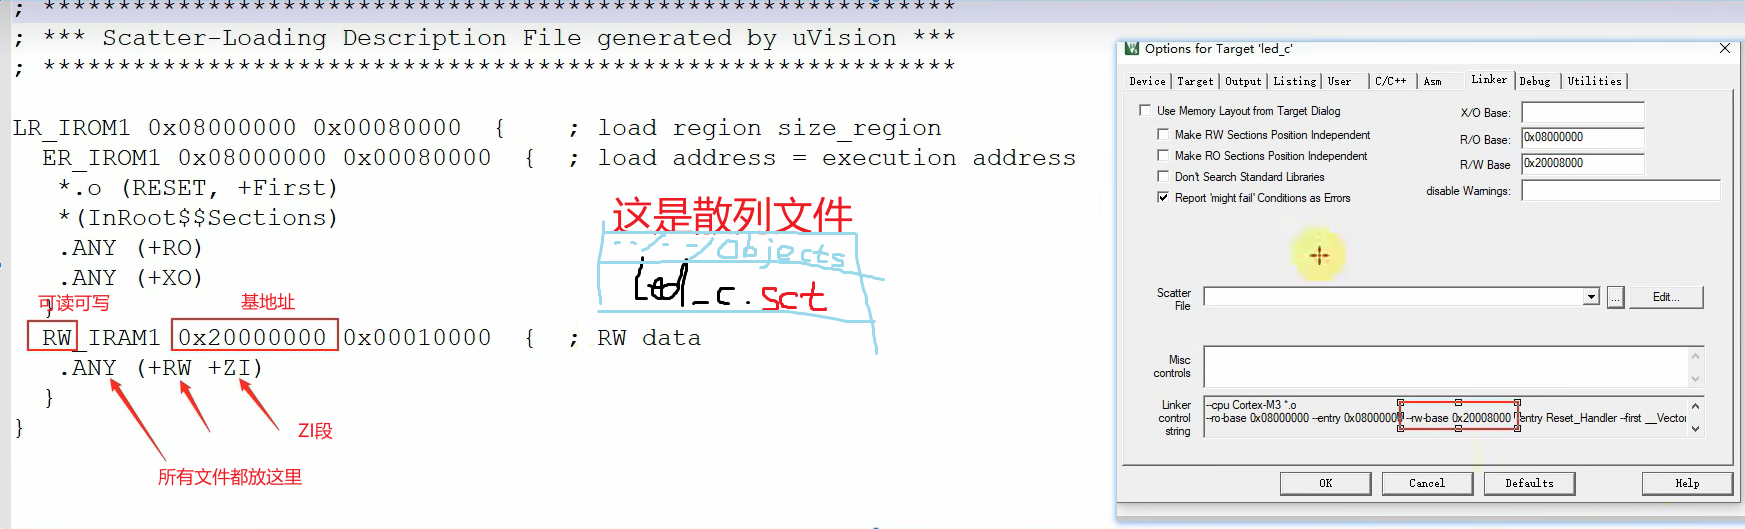 ; *************************************************************
; *** Scatter-Loading Description File generated by uVision ***
; *************************************************************
LR_IROM1 0x08000000 0x00080000 { ; load region size_region
ER_IROM1 0x08000000 0x00080000 { ; load address = execution address
*.o (RESET, +First)
*(InRoot$$Sections)
.ANY (+RO)
.ANY (+XO)
}
这是散列文件
/Objects
led_c.sct
可读可写
基地址
RW_IRAM1 0x20000000 0x00010000 { ; RW data
.ANY (+RW +ZI)
}
}
ZI段
所有文件都放这里
Options for Target 'led_c'
Device Target Output Listing User C/C++ Asm Linker Debug Utilities
Use Memory Layout from Target Dialog
Make RW Sections Position Independent
Make RO Sections Position Independent
Don't Search Standard Libraries
Report 'might fail' Conditions as Errors
X/O Base:
R/O Base: 0x08000000
R/W Base 0x20008000
disable Warnings:
Scatter
File
... Edit...
Misc
controls
Linker
control
string
--cpu Cortex-M3 *.o
--ro-base 0x08000000 --entry 0x08000000 --rw-base 0x20008000 entry Reset_Handler --first __Vector
OK Cancel Defaults Help